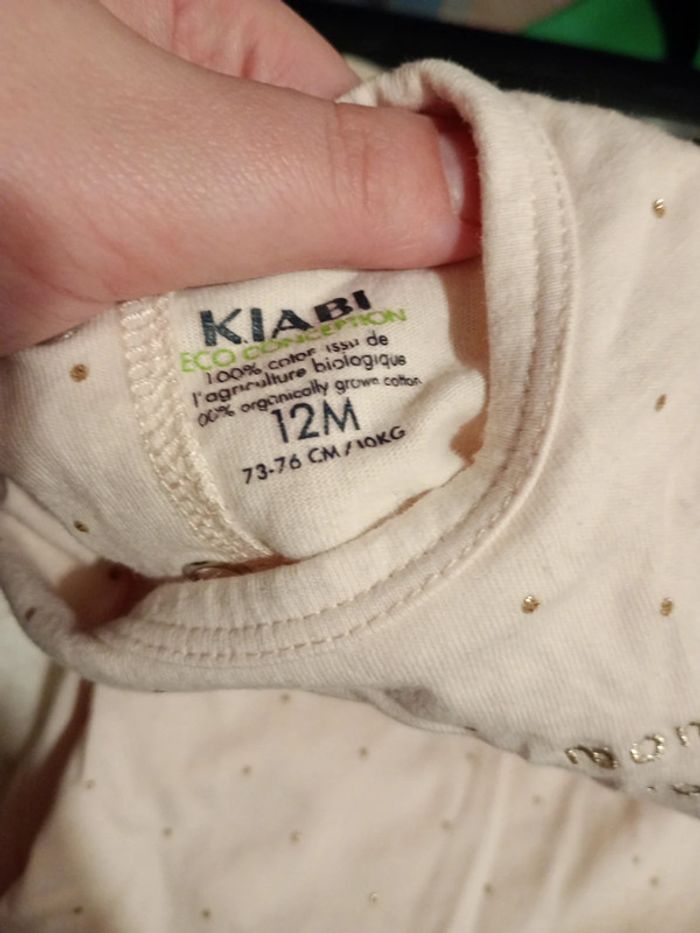 KIABI
ECO CONCEPTION
100% coton issu de
l'agriculture biologique
00% organically grown cotton
12M
73-76 CM / 10KG